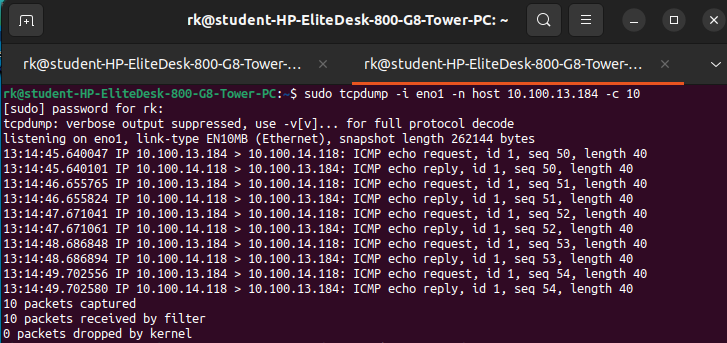 rk@student-HP-EliteDesk-800-G8-Tower-PC: ~
rk@student-HP-EliteDesk-800-G8-Tower-...
rk@student-HP-EliteDesk-800-G8-Tower-...
rk@student-HP-EliteDesk-800-G8-Tower-PC:~$ sudo tcpdump -i eno1 -n host 10.100.13.184 -c 10
[sudo] password for rk:
tcpdump: verbose output suppressed, use -v[v]... for full protocol decode
listening on eno1, link-type EN10MB (Ethernet), snapshot length 262144 bytes
13:14:45.640047 IP 10.100.13.184 > 10.100.14.118: ICMP echo request, id 1, seq 50, length 40
13:14:45.640101 IP 10.100.14.118 > 10.100.13.184: ICMP echo reply, id 1, seq 50, length 40
13:14:46.655765 IP 10.100.13.184 > 10.100.14.118: ICMP echo request, id 1, seq 51, length 40
13:14:46.655824 IP 10.100.14.118 > 10.100.13.184: ICMP echo reply, id 1, seq 51, length 40
13:14:47.671041 IP 10.100.13.184 > 10.100.14.118: ICMP echo request, id 1, seq 52, length 40
13:14:47.671061 IP 10.100.14.118 > 10.100.13.184: ICMP echo reply, id 1, seq 52, length 40
13:14:48.686848 IP 10.100.13.184 > 10.100.14.118: ICMP echo request, id 1, seq 53, length 40
13:14:48.686894 IP 10.100.14.118 > 10.100.13.184: ICMP echo reply, id 1, seq 53, length 40
13:14:49.702556 IP 10.100.13.184 > 10.100.14.118: ICMP echo request, id 1, seq 54, length 40
13:14:49.702580 IP 10.100.14.118 > 10.100.13.184: ICMP echo reply, id 1, seq 54, length 40
10 packets captured
10 packets received by filter
0 packets dropped by kernel